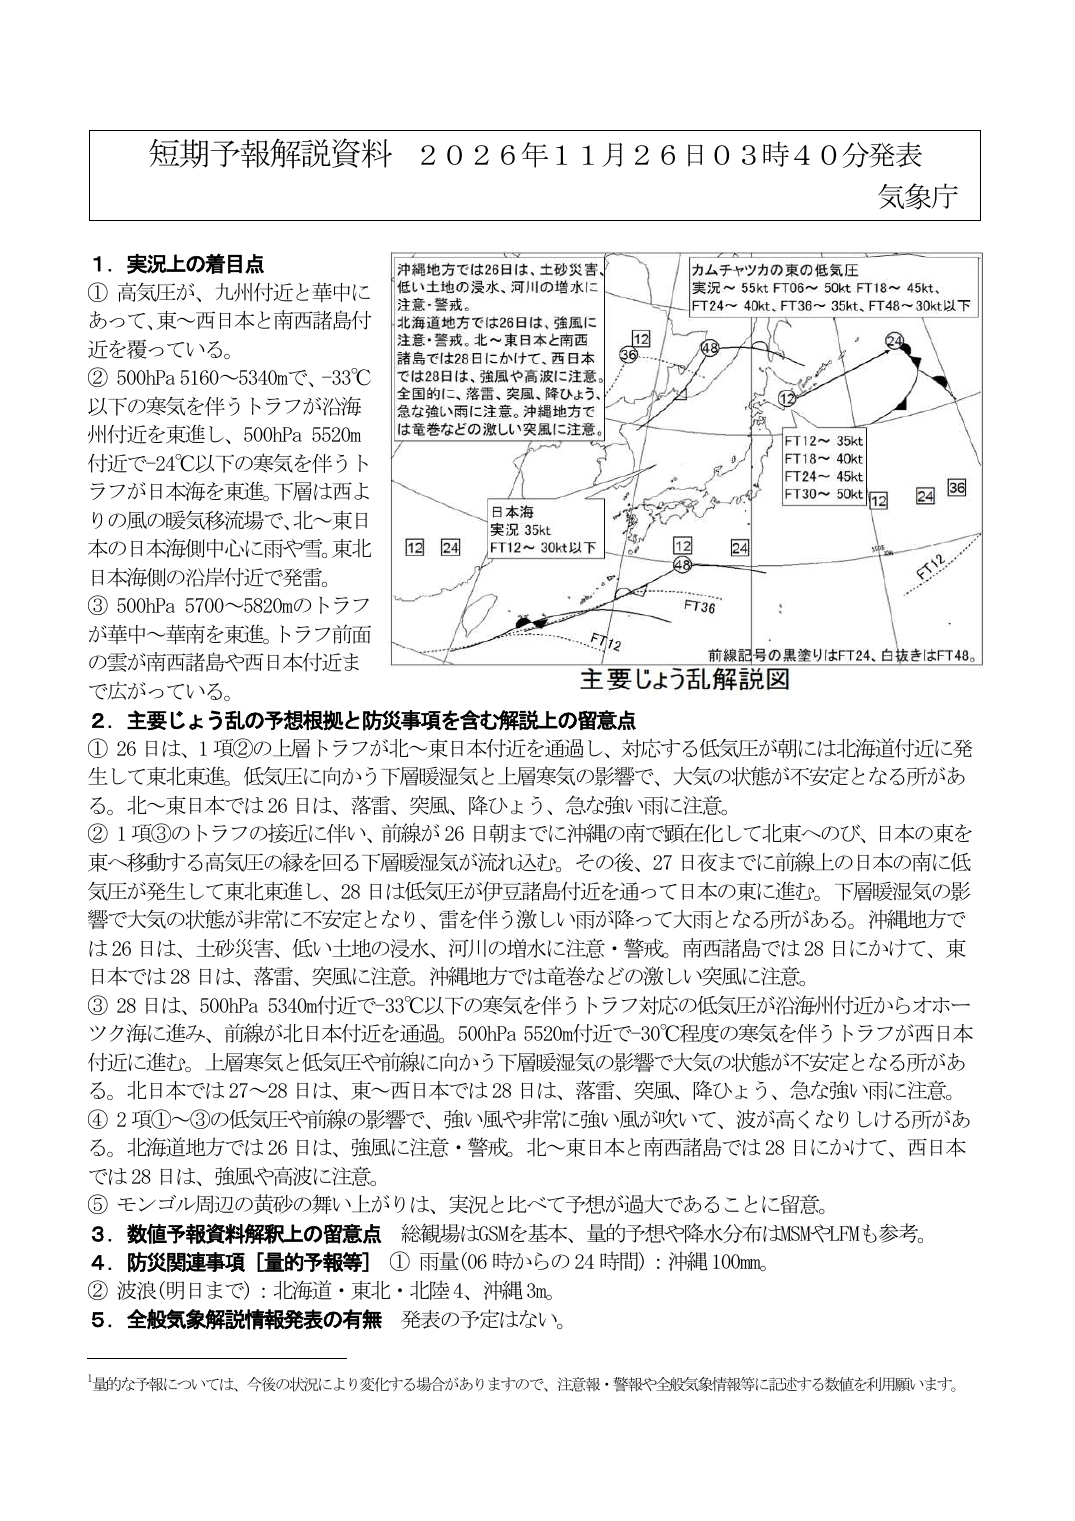 短期予報解説資料　２０２６年１１月２６日０３時４０分発表
気象庁
１．実況上の着目点
① 高気圧が、九州付近と華中に
あって、東～西日本と南西諸島付
近を覆っている。
② 500hPa 5160～5340mで、-33℃
以下の寒気を伴うトラフが沿海
州付近を東進し、500hPa 5520m
付近で-24℃以下の寒気を伴うト
ラフが日本海を東進。下層は西よ
りの風の暖気移流場で、北～東日
本の日本海側中心に雨や雪。東北
日本海側の沿岸付近で発雷。
③ 500hPa 5700～5820mのトラフ
が華中～華南を東進。トラフ前面
の雲が南西諸島や西日本付近ま
で広がっている。
沖縄地方では26日は、土砂災害、
低い土地の浸水、河川の増水に
注意・警戒。
北海道地方では26日は、強風に
注意・警戒。北～東日本と南西
諸島では28日にかけて、西日本
では28日は、強風や高波に注意。
全国的に、落雷、突風、降ひょう、
急な強い雨に注意。沖縄地方で
は竜巻などの激しい突風に注意。
カムチャツカの東の低気圧
実況～ 55kt FT06～ 50kt FT18～ 45kt、
FT24～ 40kt、FT36～ 35kt、FT48～30kt以下
12
36
48
24
12
FT12～ 35kt
FT18～ 40kt
FT24～ 45kt
FT30～ 50kt
12
24
36
日本海
実況 35kt
FT12～ 30kt以下
12
24
12
24
48
FT12
FT36
FT12
前線記号の黒塗りはFT24、白抜きはFT48。
主要じょう乱解説図
２．主要じょう乱の予想根拠と防災事項を含む解説上の留意点
① 26 日は、1 項②の上層トラフが北～東日本付近を通過し、対応する低気圧が朝には北海道付近に発
生して東北東進。低気圧に向かう下層暖湿気と上層寒気の影響で、大気の状態が不安定となる所があ
る。北～東日本では 26 日は、落雷、突風、降ひょう、急な強い雨に注意。
② 1 項③のトラフの接近に伴い、前線が 26 日朝までに沖縄の南で顕在化して北東へのび、日本の東を
東へ移動する高気圧の縁を回る下層暖湿気が流れ込む。その後、27 日夜までに前線上の日本の南に低
気圧が発生して東北東進し、28 日は低気圧が伊豆諸島付近を通って日本の東に進む。下層暖湿気の影
響で大気の状態が非常に不安定となり、雷を伴う激しい雨が降って大雨となる所がある。沖縄地方で
は 26 日は、土砂災害、低い土地の浸水、河川の増水に注意・警戒。南西諸島では 28 日にかけて、東
日本では 28 日は、落雷、突風に注意。沖縄地方では竜巻などの激しい突風に注意。
③ 28 日は、500hPa 5340m付近で-33℃以下の寒気を伴うトラフ対応の低気圧が沿海州付近からオホー
ツク海に進み、前線が北日本付近を通過。500hPa 5520m付近で-30℃程度の寒気を伴うトラフが西日本
付近に進む。上層寒気と低気圧や前線に向かう下層暖湿気の影響で大気の状態が不安定となる所があ
る。北日本では 27～28 日は、東～西日本では 28 日は、落雷、突風、降ひょう、急な強い雨に注意。
④ 2 項①～③の低気圧や前線の影響で、強い風や非常に強い風が吹いて、波が高くなりしける所があ
る。北海道地方では 26 日は、強風に注意・警戒。北～東日本と南西諸島では 28 日にかけて、西日本
では 28 日は、強風や高波に注意。
⑤ モンゴル周辺の黄砂の舞い上がりは、実況と比べて予想が過大であることに留意。
３．数値予報資料解釈上の留意点　総観場はGSMを基本、量的予想や降水分布はMSMやLFMも参考。
４．防災関連事項［量的予報等］　① 雨量(06 時からの 24 時間)：沖縄 100mm。
② 波浪(明日まで)：北海道・東北・北陸 4、沖縄 3m。
５．全般気象解説情報発表の有無　発表の予定はない。
1量的な予報については、今後の状況により変化する場合がありますので、注意報・警報や全般気象情報等に記述する数値を利用願います。